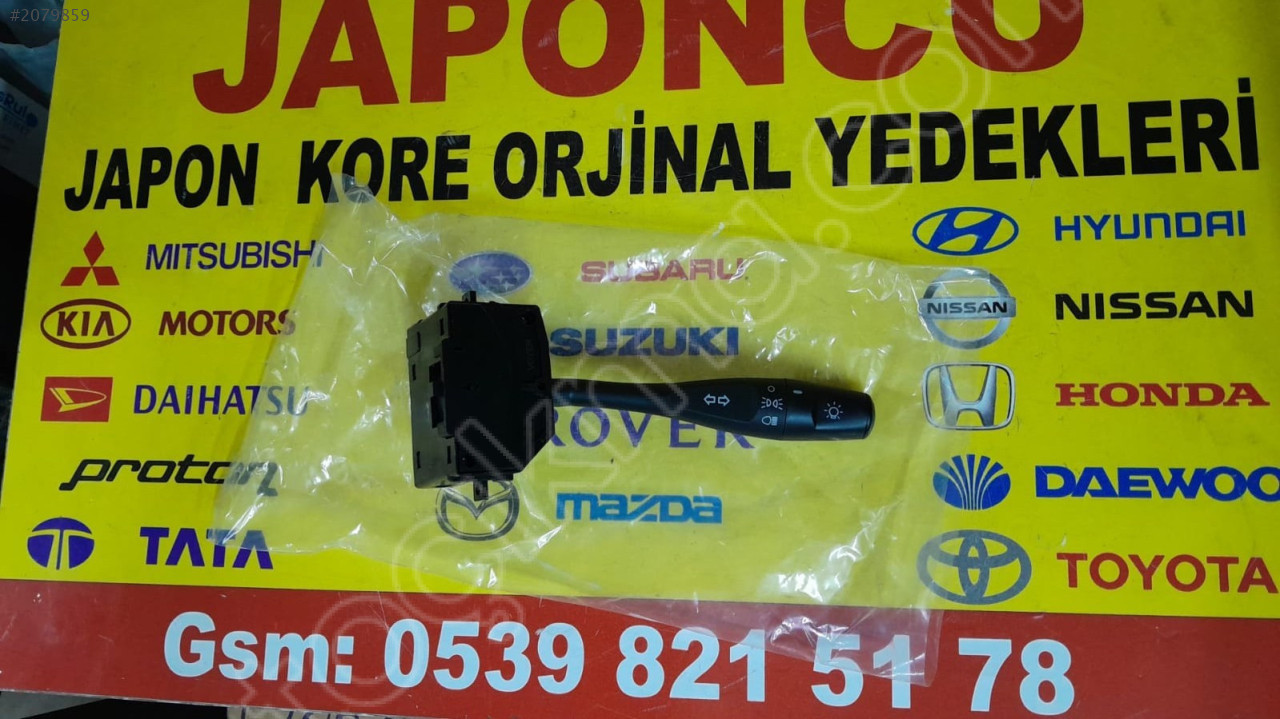 #2079859
JAPONCU
JAPON KORE ORJİNAL YEDEKLERİ
MITSUBISHI SUBARU HYUNDAI
KIA MOTORS SUZUKI NISSAN NISSAN
DAIHATSU ROVER HONDA
proton mazda DAEWOO
TATA TOYOTA
Gsm: 0539 821 51 78